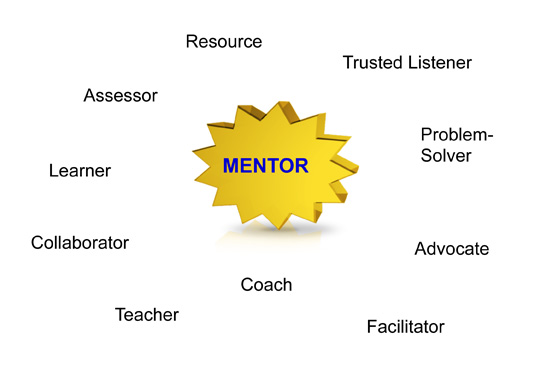 Resource
Trusted Listener
Assessor
Problem-
Solver
MENTOR
Learner
Collaborator
Advocate
Coach
Teacher
Facilitator